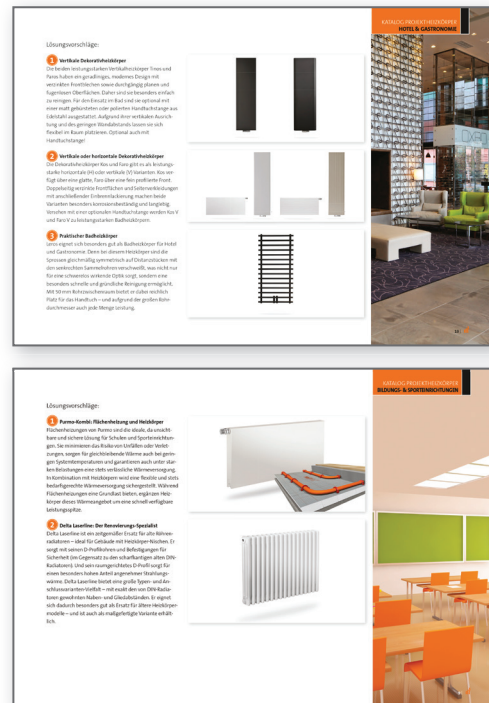 KATALOG PROJEKTHEIZKÖRPER
HOTEL & GASTRONOMIE
Lösungsvorschläge:
1 Vertikale Dekorativheizkörper
Die beiden leistungsstarken Vertikalheizkörper Tinos und
Paros haben ein geradliniges, modernes Design mit
verzinkten Frontblechen sowie durchgängig planen und
fugenlosen Oberflächen. Daher sind sie besonders einfach
zu reinigen. Für den Einsatz im Bad sind sie optional mit
einer matt gebürsteten oder polierten Handtuchstange aus
Edelstahl ausgestattet. Aufgrund ihrer vertikalen Ausrich-
tung und des geringen Wandabstands lassen sie sich
flexibel im Raum platzieren. Optional auch mit
Handtuchstange!
2 Vertikale oder horizontale Dekorativheizkörper
Die Dekorativheizkörper Kos und Faro gibt es als leistungs-
starke horizontale (H) oder vertikale (V) Varianten. Kos ver-
fügt über eine glatte, Faro über eine fein profilierte Front.
Doppelseitig verzinkte Frontflächen und Seitenverkleidungen
mit anschließender Einbrennlackierung machen beide
Varianten besonders korrosionsbeständig und langlebig.
Versehen mit einer optionalen Handtuchstange werden Kos V
und Faro V zu leistungsstarken Badheizkörpern.
3 Praktischer Badheizkörper
eignet sich besonders gut als Badheizkörper für Hotel
und Gastronomie. Denn bei diesem Heizkörper sind die
Sprossen gleichmäßig symmetrisch auf Distanzstücken mit
den senkrechten Sammelrohren verschweißt, was nicht nur
für eine schwerelos wirkende Optik sorgt, sondern eine
besonders schnelle und gründliche Reinigung ermöglicht.
Mit 50 mm Rohrzwischenraum bietet er dabei reichlich
Platz für das Handtuch – und aufgrund der großen Rohr-
durchmesser auch jede Menge Leistung.
KATALOG PROJEKTHEIZKÖRPER
BILDUNGS- & SPORTEINRICHTUNGEN
Lösungsvorschläge:
1 Purmo-Kombi: Flächenheizung und Heizkörper
Flächenheizungen von Purmo sind die ideale, da unsicht-
bare und sichere Lösung für Schulen und Sporteinrichtun-
gen. Sie minimieren das Risiko von Unfällen oder Verlet-
zungen, sorgen für gleichbleibende Wärme auch bei gerin-
gen Systemtemperaturen und garantieren auch unter star-
ken Belastungen eine stets verlässliche Wärmeversorgung.
In Kombination mit Heizkörpern wird eine flexible und stets
bedarfsgerechte Wärmeversorgung sichergestellt. Während
Flächenheizungen eine Grundlast bieten, ergänzen Heiz-
körper dieses Wärmeangebot um eine schnell verfügbare
Leistungsspitze.
2 Delta Laserline: Der Renovierungs-Spezialist
Delta Laserline ist ein zeitgemäßer Ersatz für alte Röhren-
radiatoren – ideal für Gebäude mit Heizkörper-Nischen. Er
sorgt mit seinen D-Profilrohren und Befestigungen für
Sicherheit (im Gegensatz zu den scharfkantigen alten DIN-
Radiatoren). Und sein raumgerichtetes D-Profil sorgt für
einen besonders hohen Anteil angenehmer Strahlungs-
wärme. Delta Laserline bietet eine große Typen- und An-
schlussvarianten-Vielfalt – mit exakt den von DIN-Radia-
toren gewohnten Naben- und Gliedabständen. Er eignet
sich dadurch besonders gut als Ersatz für ältere Heizkörper-
modelle – und ist auch als maßgefertigte Variante erhält-
lich.